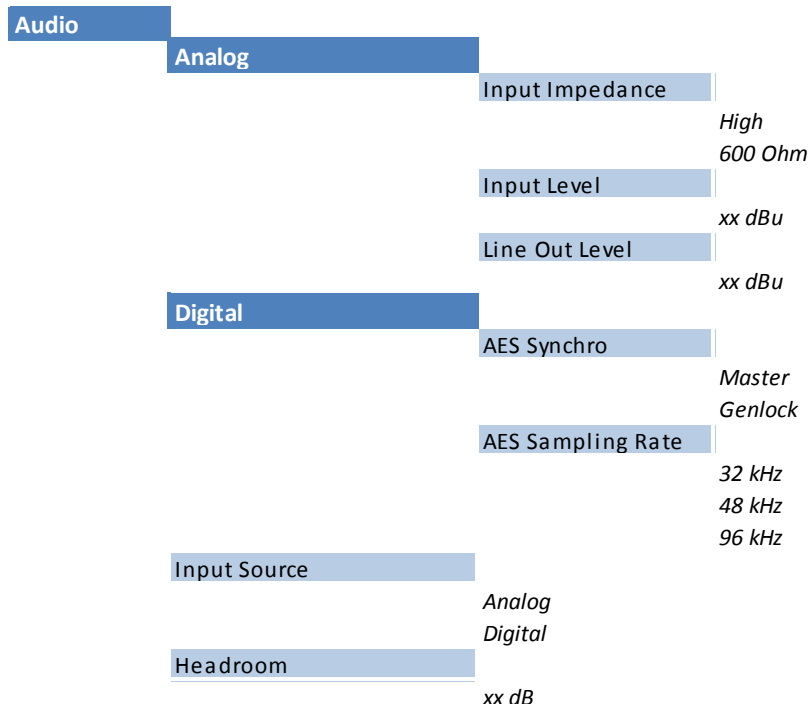 Audio
Analog
Input Impedance
High
600 Ohm
Input Level
xx dBu
Line Out Level
xx dBu
Digital
AES Synchro
Master
Genlock
AES Sampling Rate
32 kHz
48 kHz
96 kHz
Input Source
Analog
Digital
Headroom
xx dB